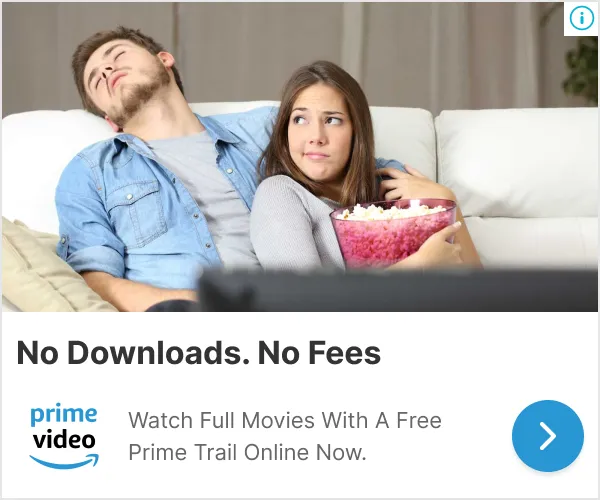 No Downloads. No Fees
prime
video
Watch Full Movies With A Free
Prime Trail Online Now.